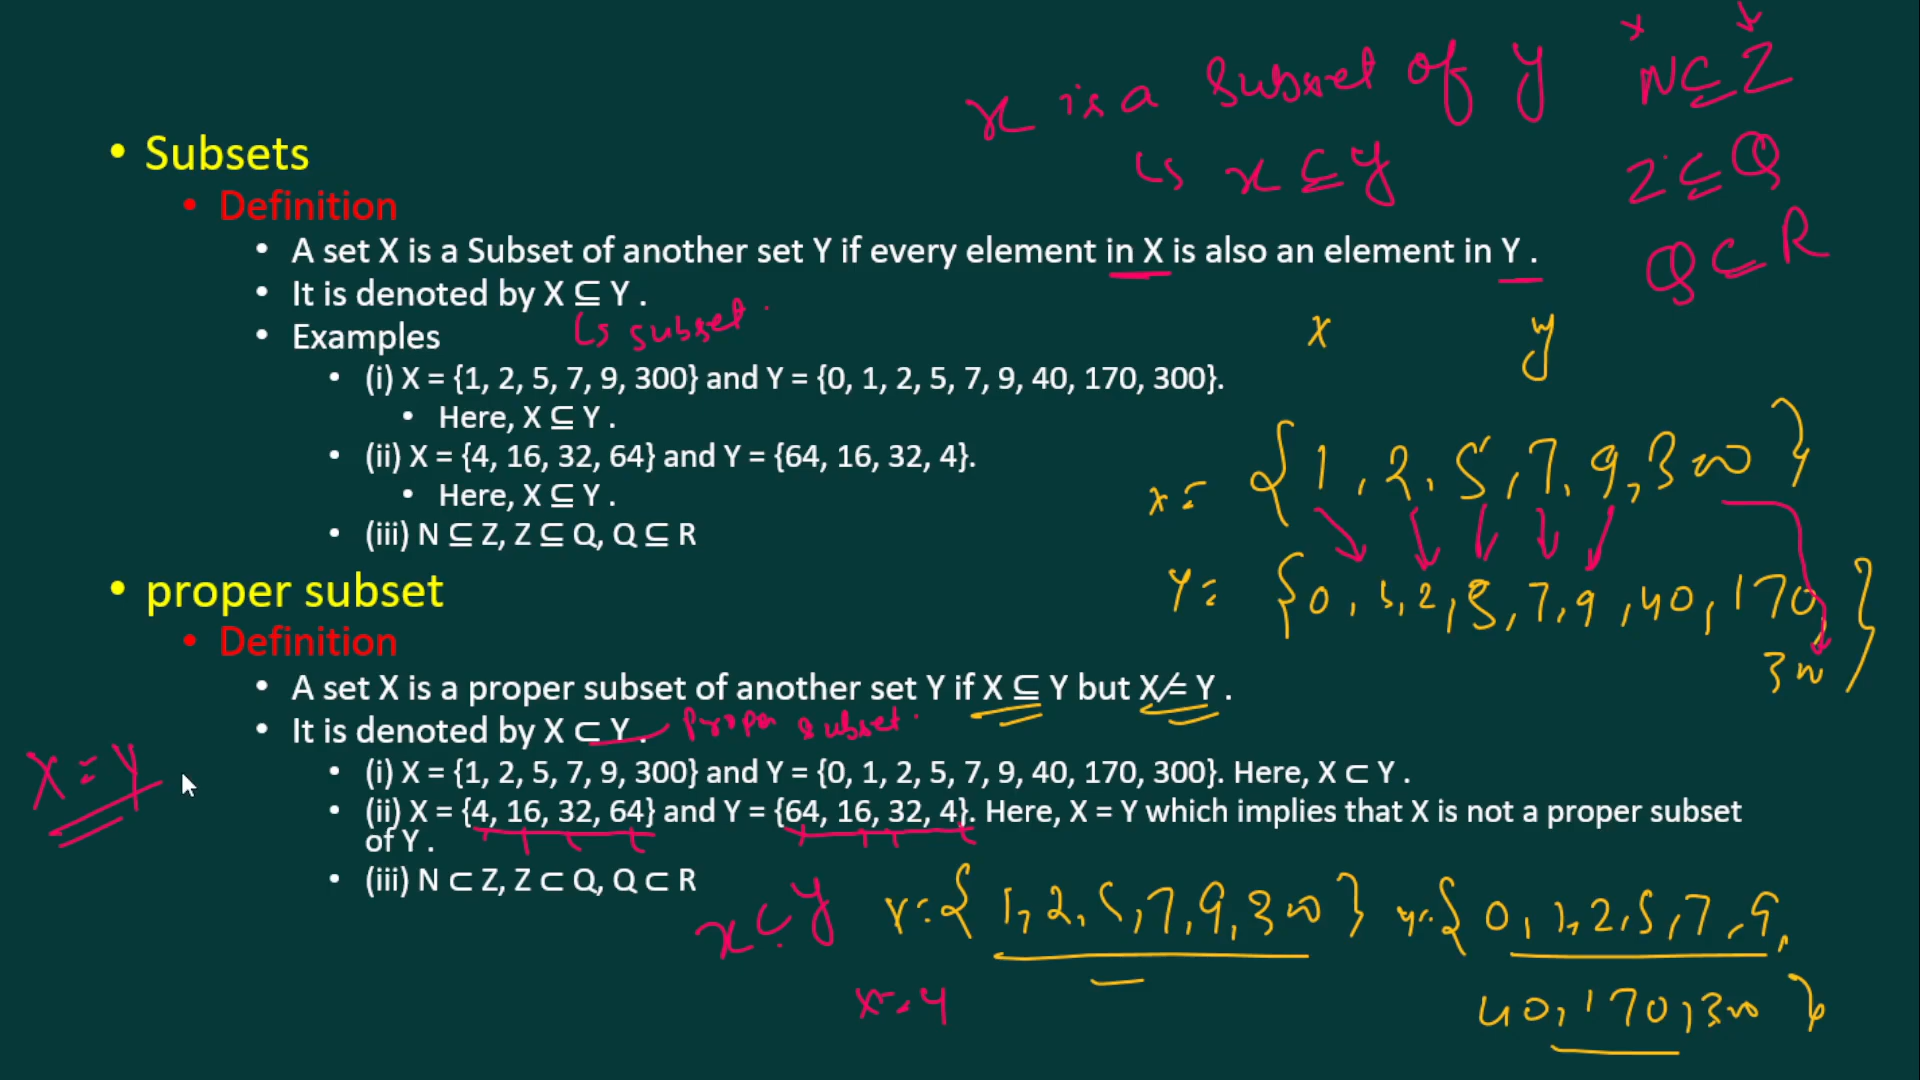 x is a subset of y
is x ⊆ y
N ⊆ Z
Z ⊆ Q
Q ⊆ R
• Subsets
• Definition
• A set X is a Subset of another set Y if every element in X is also an element in Y .
• It is denoted by X ⊆ Y .
is subset.
• Examples
x y
• (i) X = {1, 2, 5, 7, 9, 300} and Y = {0, 1, 2, 5, 7, 9, 40, 170, 300}.
• Here, X ⊆ Y .
• (ii) X = {4, 16, 32, 64} and Y = {64, 16, 32, 4}.
• Here, X ⊆ Y .
• (iii) N ⊆ Z, Z ⊆ Q, Q ⊆ R
x = {1, 2, 5, 7, 9, 300}
Y = {0, 1, 2, 5, 7, 9, 40, 170,
300}
• proper subset
• Definition
• A set X is a proper subset of another set Y if X ⊆ Y but X ≠ Y .
• It is denoted by X ⊂ Y .
Proper subset.
X = Y
• (i) X = {1, 2, 5, 7, 9, 300} and Y = {0, 1, 2, 5, 7, 9, 40, 170, 300}. Here, X ⊂ Y .
• (ii) X = {4, 16, 32, 64} and Y = {64, 16, 32, 4}. Here, X = Y which implies that X is not a proper subset
of Y .
• (iii) N ⊂ Z, Z ⊂ Q, Q ⊂ R
x ⊂ y
x = {1, 2, 5, 7, 9, 300} y = {0, 1, 2, 5, 7, 9,
40, 170, 300}